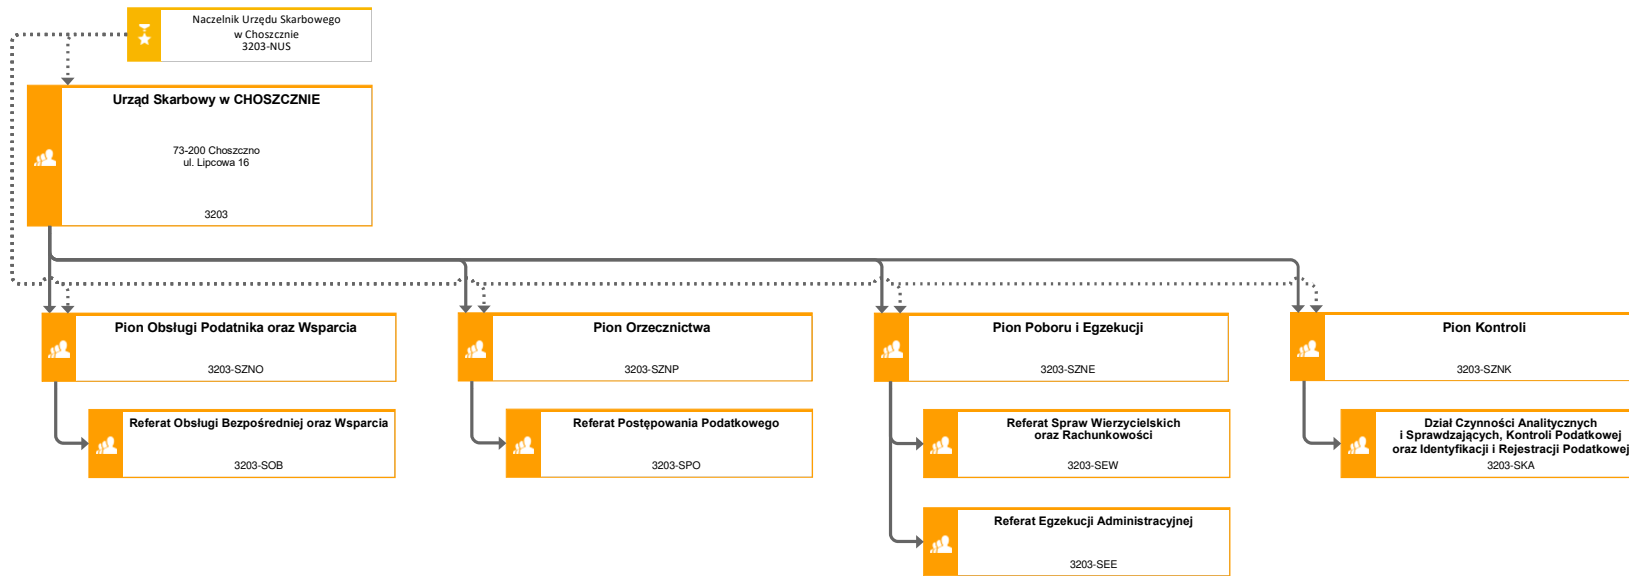 Naczelnik Urzędu Skarbowego
w Choszcznie
3203-NUS
Urząd Skarbowy w CHOSZCZNIE
73-200 Choszczno
ul. Lipcowa 16
3203
Pion Obsługi Podatnika oraz Wsparcia
3203-SZNO
Pion Orzecznictwa
3203-SZNP
Pion Poboru i Egzekucji
3203-SZNE
Pion Kontroli
3203-SZNK
Referat Obsługi Bezpośredniej oraz Wsparcia
3203-SOB
Referat Postępowania Podatkowego
3203-SPO
Referat Spraw Wierzycielskich
oraz Rachunkowości
3203-SEW
Dział Czynności Analitycznych
i Sprawdzających, Kontroli Podatkowej
oraz Identyfikacji i Rejestracji Podatkowej
3203-SKA
Referat Egzekucji Administracyjnej
3203-SEE